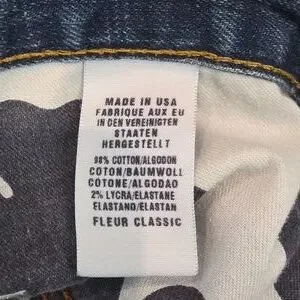 MADE IN USA
FABRIQUE AUX EU
IN DEN VEREINIGTEN
STAATEN
HERGESTELLT
98% COTTON/ALGODON
COTON/BAUMWOLL
COTONE/ALGODAO
2% LYCRA/ELASTANE
ELASTAND/ELASTAN
FLEUR CLASSIC